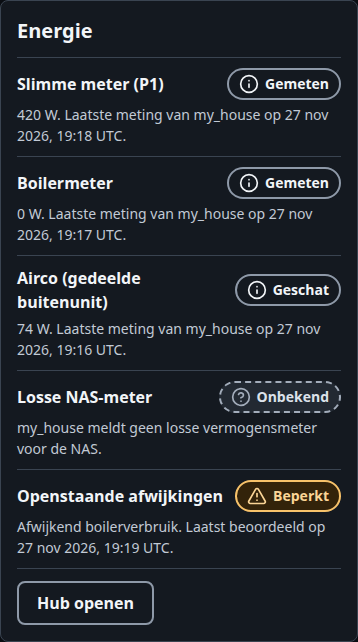 Energie
Slimme meter (P1)
Gemeten
420 W. Laatste meting van my_house op 27 nov
2026, 19:18 UTC.
Boilermeter
Gemeten
0 W. Laatste meting van my_house op 27 nov
2026, 19:17 UTC.
Airco (gedeelde
buitenunit)
Geschat
74 W. Laatste meting van my_house op 27 nov
2026, 19:16 UTC.
Losse NAS-meter
Onbekend
my_house meldt geen losse vermogensmeter
voor de NAS.
Openstaande afwijkingen
Beperkt
Afwijkend boilerverbruik. Laatst beoordeeld op
27 nov 2026, 19:19 UTC.
Hub openen